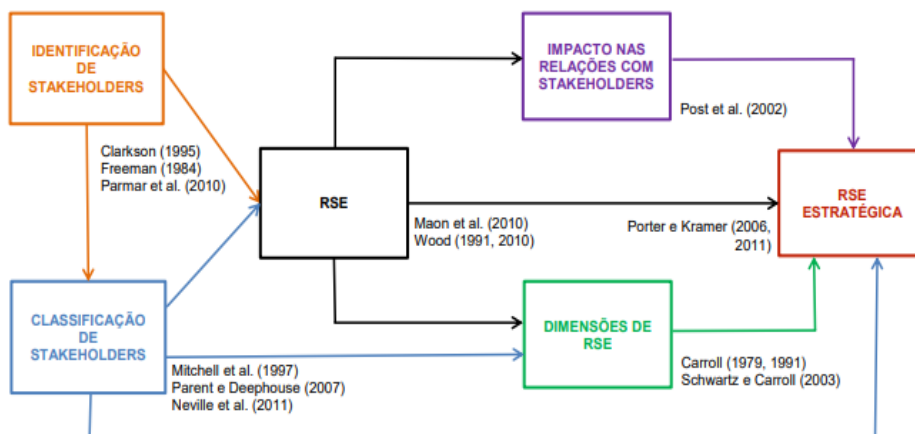 IDENTIFICAÇÃO
DE
STAKEHOLDERS
IMPACTO NAS
RELAÇÕES COM
STAKEHOLDERS
Post et al. (2002)
Clarkson (1995)
Freeman (1984)
Parmar et al. (2010)
RSE
Maon et al. (2010)
Wood (1991, 2010)
Porter e Kramer (2006,
2011)
RSE
ESTRATÉGICA
CLASSIFICAÇÃO
DE
STAKEHOLDERS
Mitchell et al. (1997)
Parent e Deephouse (2007)
Neville et al. (2011)
DIMENSÕES DE
RSE
Carroll (1979, 1991)
Schwartz e Carroll (2003)